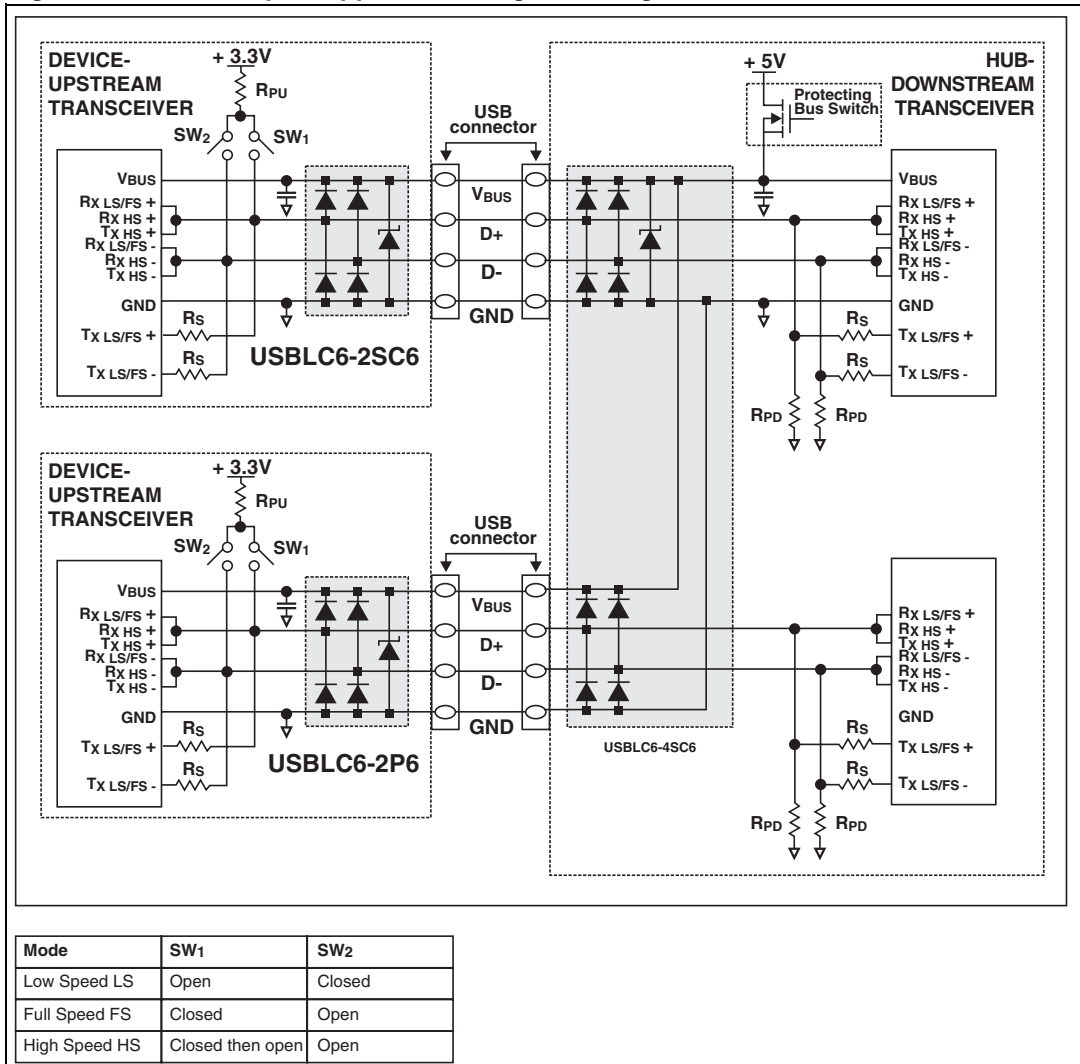 DEVICE-
UPSTREAM
TRANSCEIVER
+ 3.3V
RPU
SW2
SW1
VBUS
RX LS/FS +
RX HS +
TX HS +
RX LS/FS -
RX HS -
TX HS -
GND
TX LS/FS +
TX LS/FS -
RS
RS
USBLC6-2SC6
USB
connector
VBUS
D+
D-
GND
+ 5V
Protecting
Bus Switch
HUB-
DOWNSTREAM
TRANSCEIVER
VBUS
RX LS/FS +
RX HS +
TX HS +
RX LS/FS -
RX HS -
TX HS -
GND
TX LS/FS +
TX LS/FS -
RS
RS
RPD
RPD
DEVICE-
UPSTREAM
TRANSCEIVER
+ 3.3V
RPU
SW2
SW1
VBUS
RX LS/FS +
RX HS +
TX HS +
RX LS/FS -
RX HS -
TX HS -
GND
TX LS/FS +
TX LS/FS -
RS
RS
USBLC6-2P6
USB
connector
VBUS
D+
D-
GND
USBLC6-4SC6
RX LS/FS +
RX HS +
TX HS +
RX LS/FS -
RX HS -
TX HS -
GND
TX LS/FS +
TX LS/FS -
RS
RS
RPD
RPD
Mode SW1 SW2
Low Speed LS Open Closed
Full Speed FS Closed Open
High Speed HS Closed then open Open